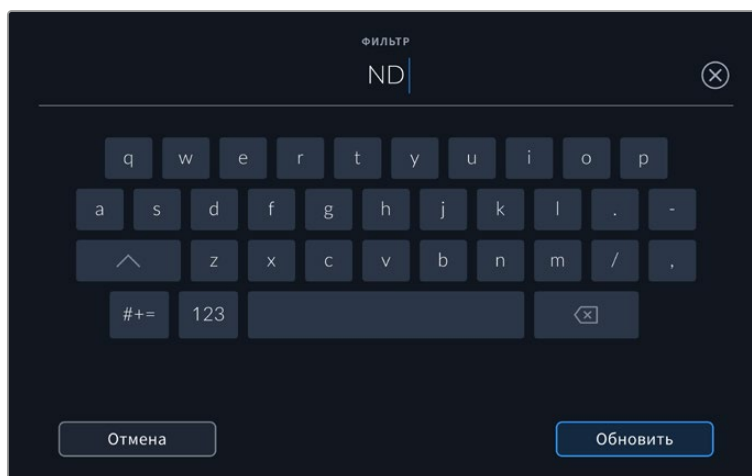 ФИЛЬТР
ND
q w e r t y u i o p
a s d f g h j k l . -
z x c v b n m / ,
#+= 123
Отмена Обновить